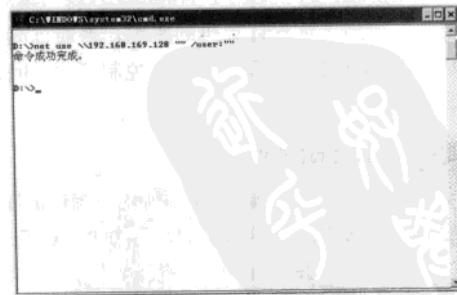 C:\WINDOWS\system32\cmd.exe
D:\>net use \\192.168.169.128 "" /user:""
命令成功完成。
D:\>_